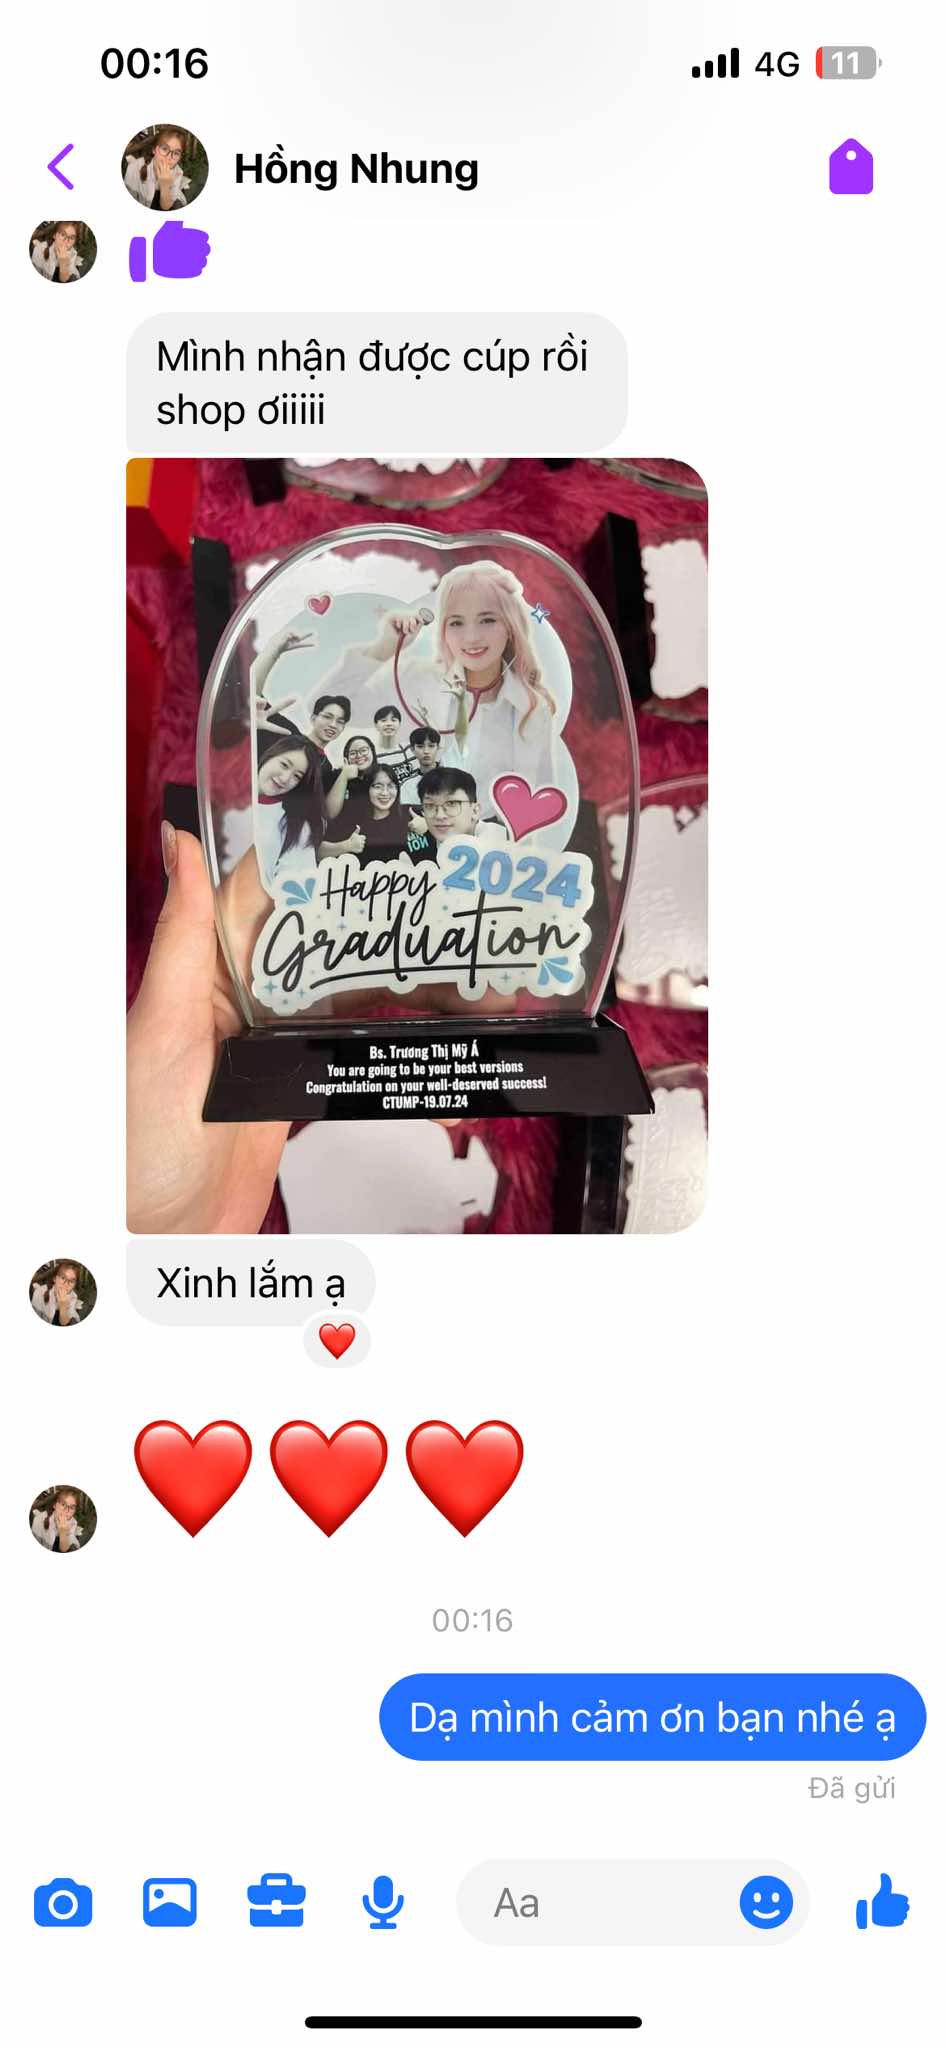 00:16
4G
11
Hồng Nhung
Mình nhận được cúp rồi
shop ơiiiii
Happy 2024
Graduation
Bs. Trương Thị Mỹ Á
You are going to be your best versions
Congratulation on your well-deserved success!
CTUMP-19.07.24
Xinh lắm ạ
00:16
Dạ mình cảm ơn bạn nhé ạ
Đã gửi
Aa